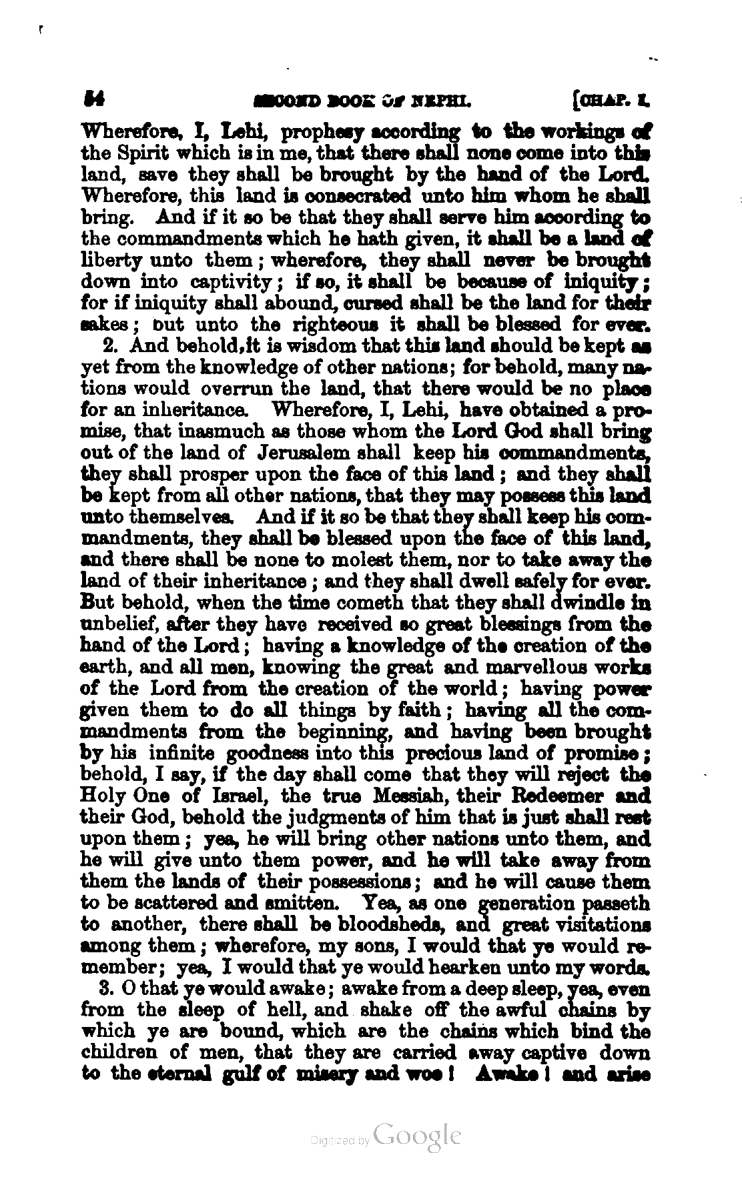 54 SECOND BOOK OF NEPHI. [CHAP. I.
Wherefore, I, Lehi, prophesy according to the workings of
the Spirit which is in me, that there shall none come into this
land, save they shall be brought by the hand of the Lord.
Wherefore, this land is consecrated unto him whom he shall
bring. And if it so be that they shall serve him according to
the commandments which he hath given, it shall be a land of
liberty unto them; wherefore, they shall never be brought
down into captivity; if so, it shall be because of iniquity;
for if iniquity shall abound, cursed shall be the land for their
sakes; but unto the righteous it shall be blessed for ever.
2. And behold, it is wisdom that this land should be kept as
yet from the knowledge of other nations; for behold, many na-
tions would overrun the land, that there would be no place
for an inheritance. Wherefore, I, Lehi, have obtained a pro-
mise, that inasmuch as those whom the Lord God shall bring
out of the land of Jerusalem shall keep his commandments,
they shall prosper upon the face of this land; and they shall
be kept from all other nations, that they may possess this land
unto themselves. And if it so be that they shall keep his com-
mandments, they shall be blessed upon the face of this land,
and there shall be none to molest them, nor to take away the
land of their inheritance; and they shall dwell safely for ever.
But behold, when the time cometh that they shall dwindle in
unbelief, after they have received so great blessings from the
hand of the Lord; having a knowledge of the creation of the
earth, and all men, knowing the great and marvellous works
of the Lord from the creation of the world; having power
given them to do all things by faith; having all the com-
mandments from the beginning, and having been brought
by his infinite goodness into this precious land of promise;
behold, I say, if the day shall come that they will reject the
Holy One of Israel, the true Messiah, their Redeemer and
their God, behold the judgments of him that is just shall rest
upon them; yea, he will bring other nations unto them, and
he will give unto them power, and he will take away from
them the lands of their possessions; and he will cause them
to be scattered and smitten. Yea, as one generation passeth
to another, there shall be bloodsheds, and great visitations
among them; wherefore, my sons, I would that ye would re-
member; yea, I would that ye would hearken unto my words.
3. O that ye would awake; awake from a deep sleep, yea, even
from the sleep of hell, and shake off the awful chains by
which ye are bound, which are the chains which bind the
children of men, that they are carried away captive down
to the eternal gulf of misery and woe! Awake! and arise
Digitized by Google